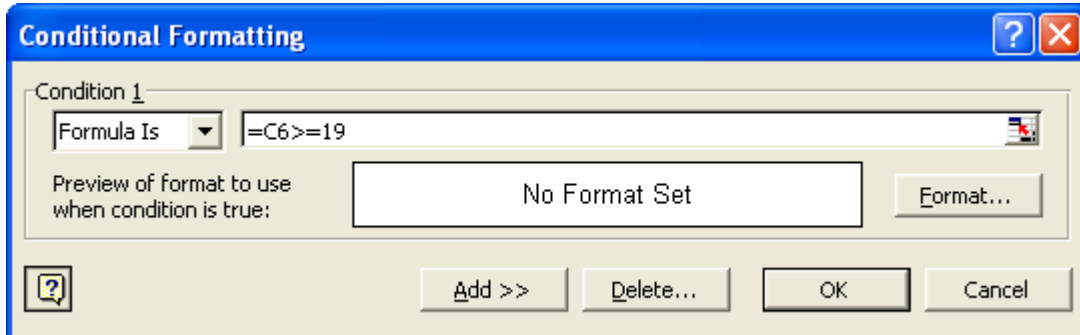 Conditional Formatting
Condition 1
Formula Is =C6>=19
Preview of format to use
when condition is true:
No Format Set
Format...
Add >> Delete... OK Cancel